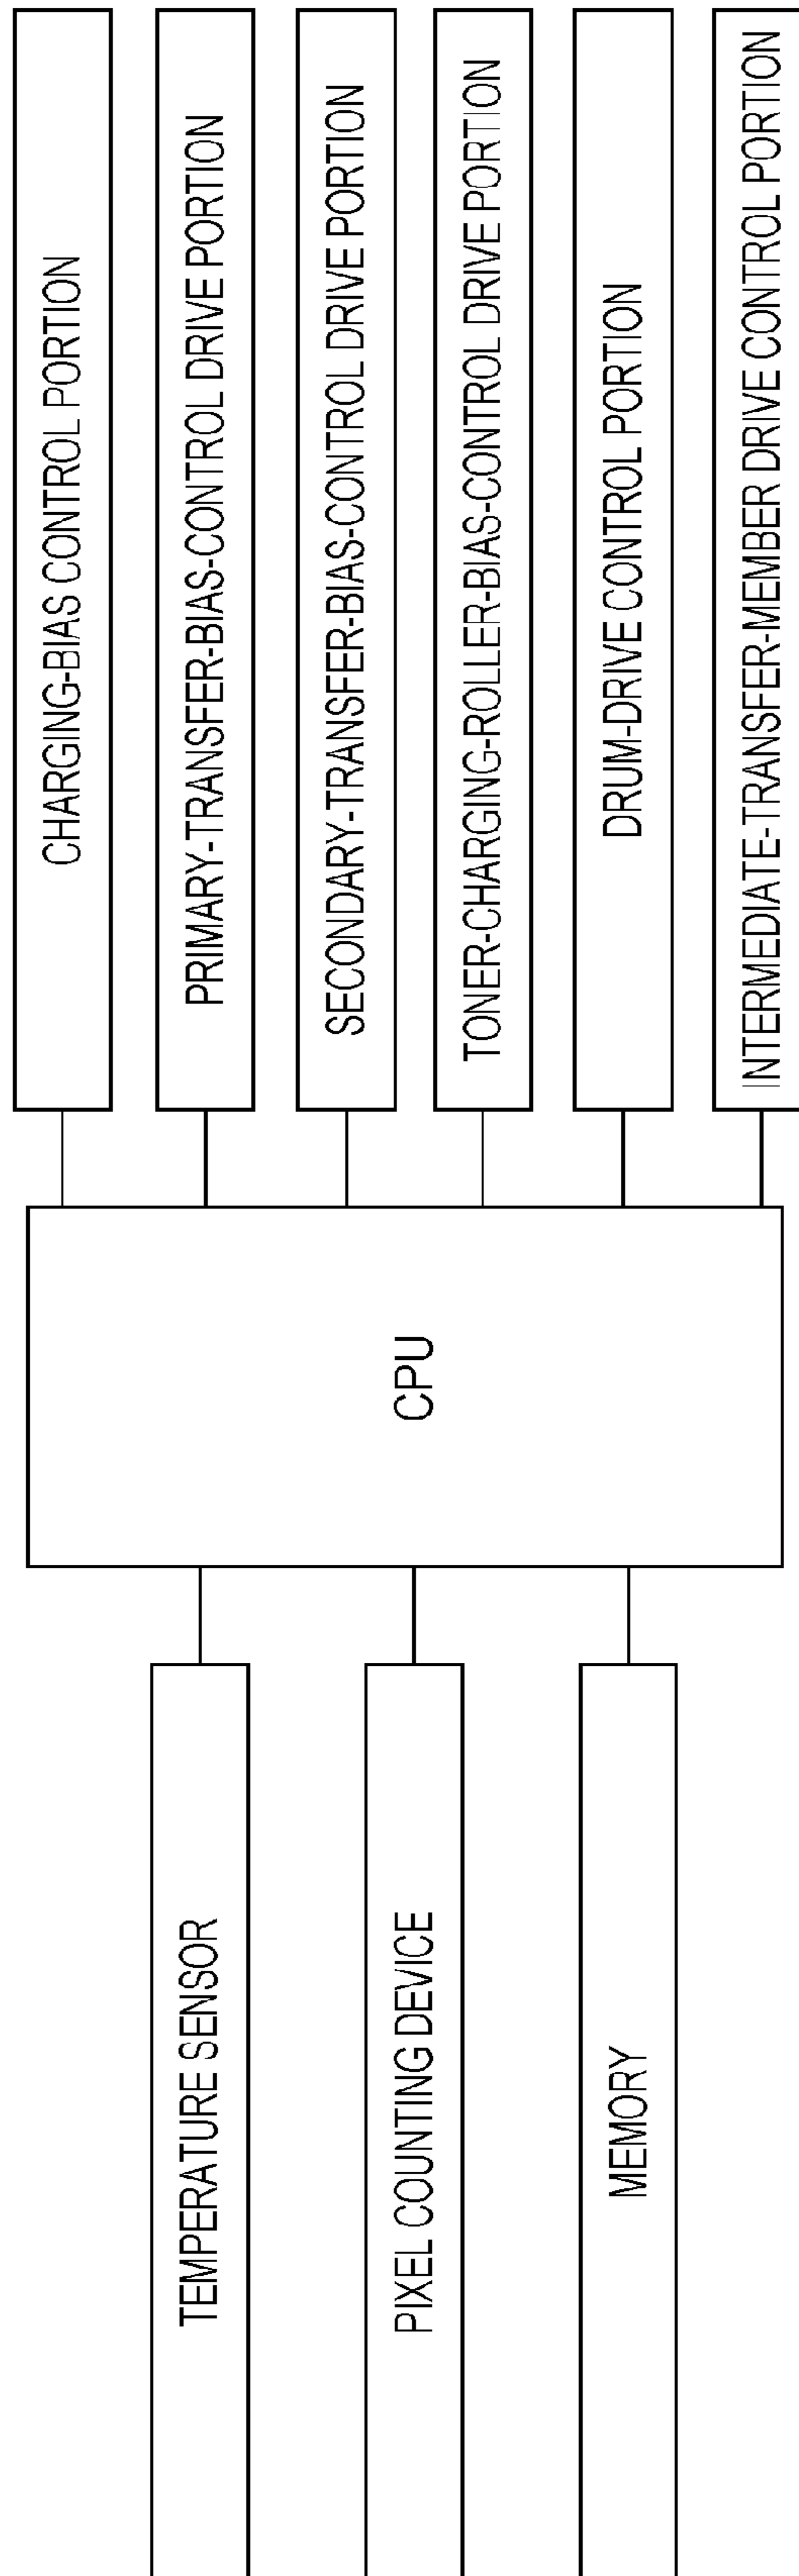 TEMPERATURE SENSOR
PIXEL COUNTING DEVICE
MEMORY
CPU
CHARGING-BIAS CONTROL PORTION
PRIMARY-TRANSFER-BIAS-CONTROL DRIVE PORTION
SECONDARY-TRANSFER-BIAS-CONTROL DRIVE PORTION
TONER-CHARGING-ROLLER-BIAS-CONTROL DRIVE PORTION
DRUM-DRIVE CONTROL PORTION
INTERMEDIATE-TRANSFER-MEMBER DRIVE CONTROL PORTION